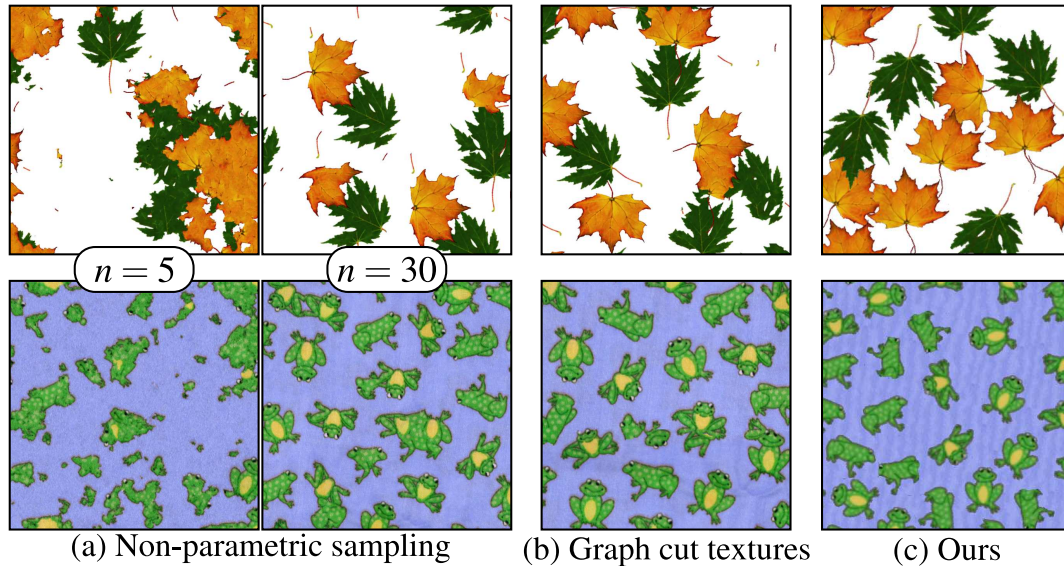 n = 5
n = 30
(a) Non-parametric sampling
(b) Graph cut textures
(c) Ours